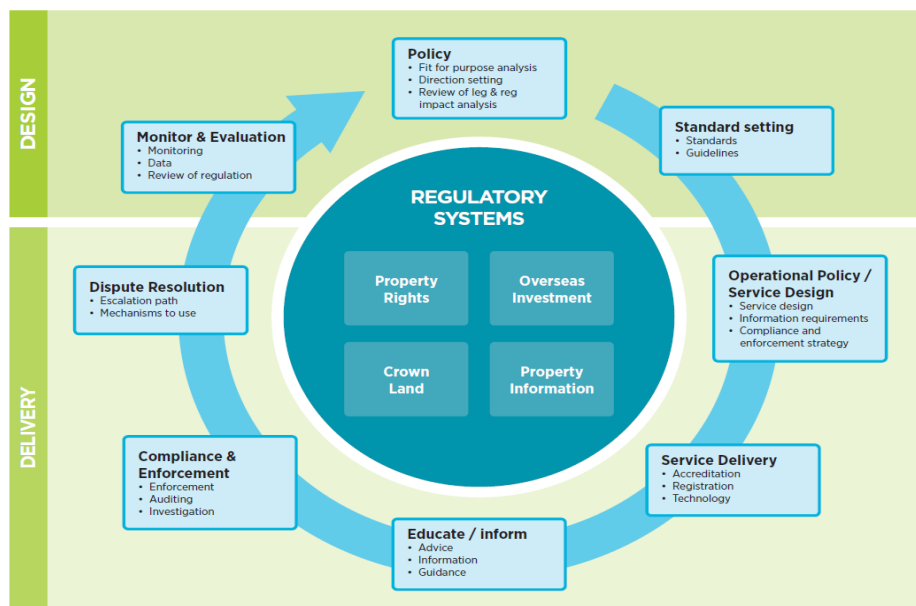 DESIGN
Policy
• Fit for purpose analysis
• Direction setting
• Review of leg & reg
impact analysis
Standard setting
• Standards
• Guidelines
Monitor & Evaluation
• Monitoring
• Data
• Review of regulation
REGULATORY
SYSTEMS
Property
Rights
Overseas
Investment
Crown
Land
Property
Information
DELIVERY
Operational Policy /
Service Design
• Service design
• Information requirements
• Compliance and
enforcement strategy
Service Delivery
• Accreditation
• Registration
• Technology
Educate / inform
• Advice
• Information
• Guidance
Compliance &
Enforcement
• Enforcement
• Auditing
• Investigation
Dispute Resolution
• Escalation path
• Mechanisms to use